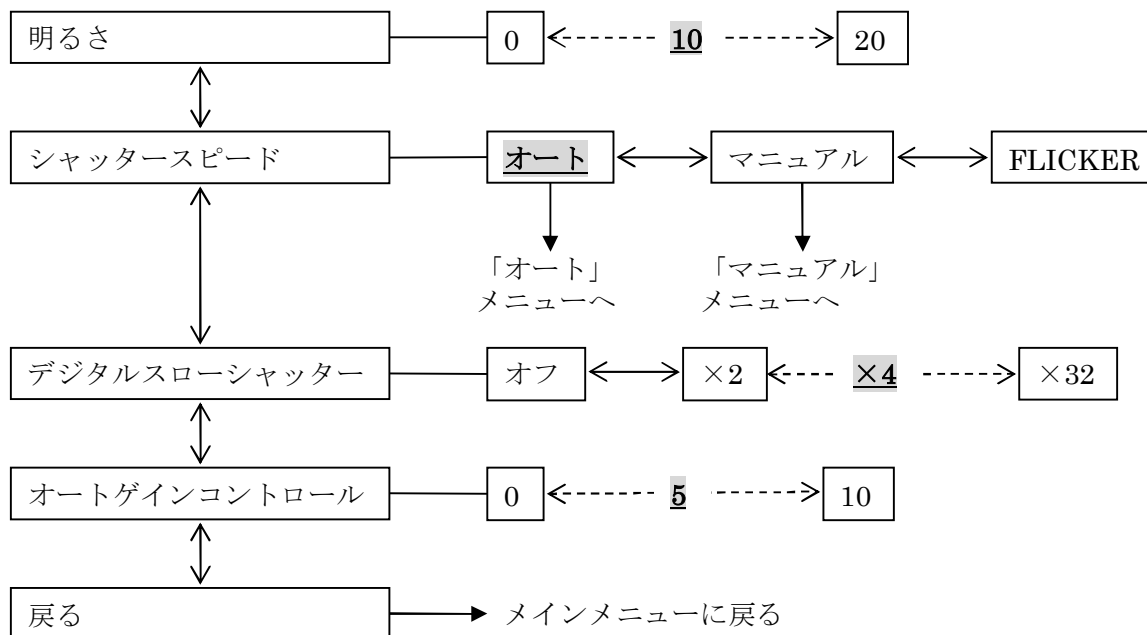 明るさ 0 10 20
シャッタースピード オート マニュアル FLICKER
「オート」 「マニュアル」
メニューへ メニューへ
デジタルスローシャッター オフ ×2 ×4 ×32
オートゲインコントロール 0 5 10
戻る メインメニューに戻る